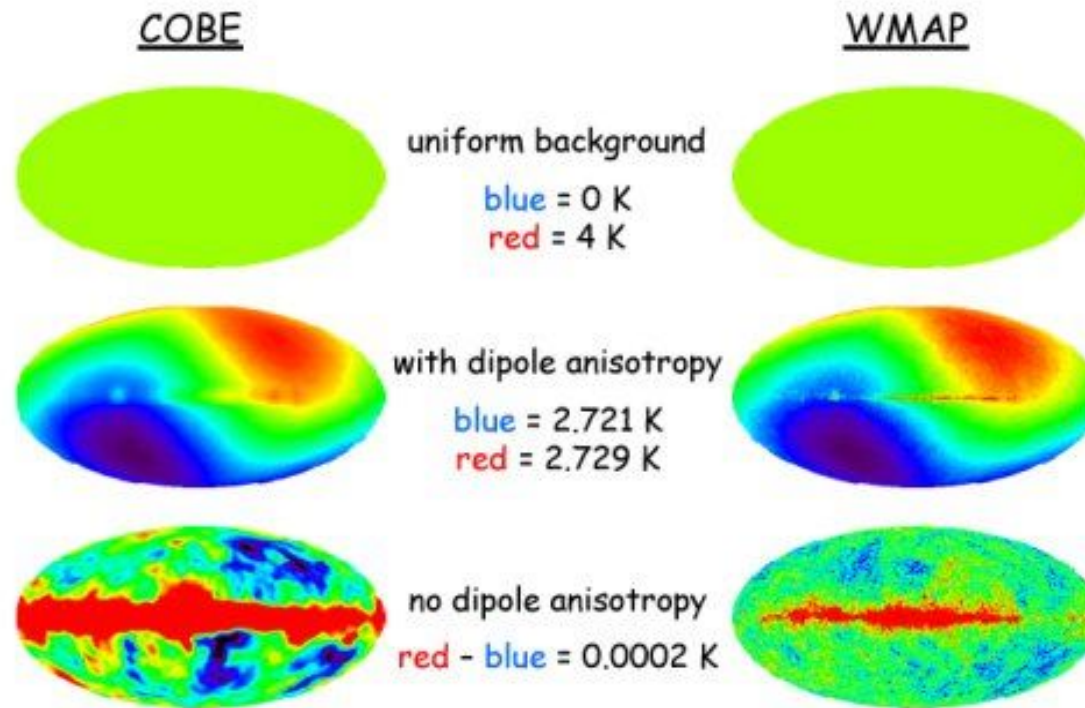 COBE
WMAP
uniform background
blue = 0 K
red = 4 K
with dipole anisotropy
blue = 2.721 K
red = 2.729 K
no dipole anisotropy
red - blue = 0.0002 K